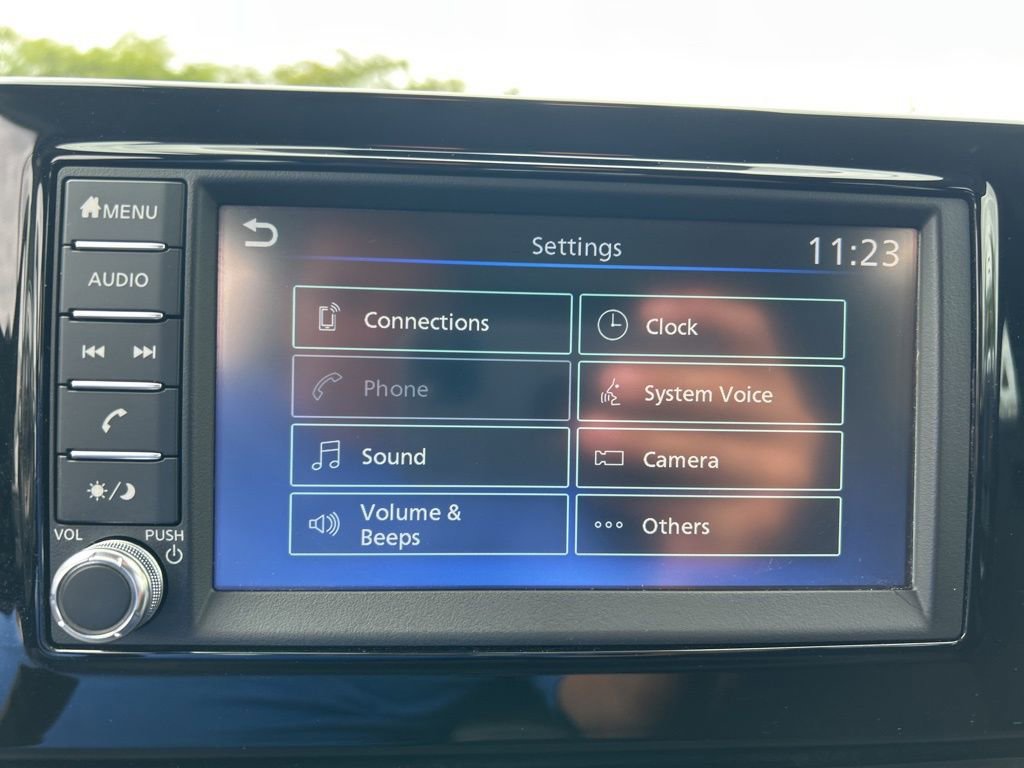 MENU
AUDIO
VOL PUSH
Settings
11:23
Connections
Clock
Phone
System Voice
Sound
Camera
Volume &
Beeps
Others